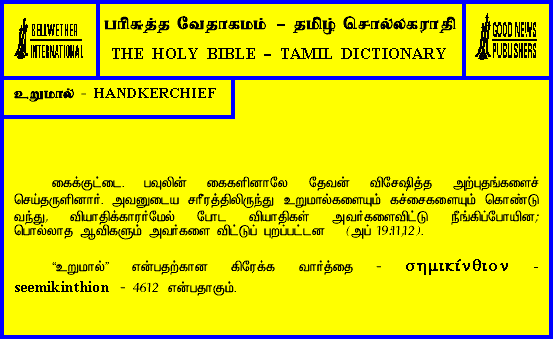 BELLWETHER
INTERNATIONAL
பரிசுத்த வேதாகமம் - தமிழ் சொல்லகராதி
THE HOLY BIBLE - TAMIL DICTIONARY
GOOD NEWS
PUBLISHERS
உறுமால் - HANDKERCHIEF
கைக்குட்டை. பவுலின் கைகளினாலே தேவன் விசேஷித்த அற்புதங்களைச்
செய்தருளினார். அவனுடைய சரீரத்திலிருந்து உறுமால்களையும் கச்சைகளையும் கொண்டு
வந்து, வியாதிக்காரர்மேல் போட வியாதிகள் அவர்களைவிட்டு நீங்கிப்போயின;
பொல்லாத ஆவிகளும் அவர்களை விட்டுப் புறப்பட்டன (அப் 19;11,12).
“உறுமால்” என்பதற்கான கிரேக்க வார்த்தை - σημικίνθιον -
seemikinthion - 4612 என்பதாகும்.